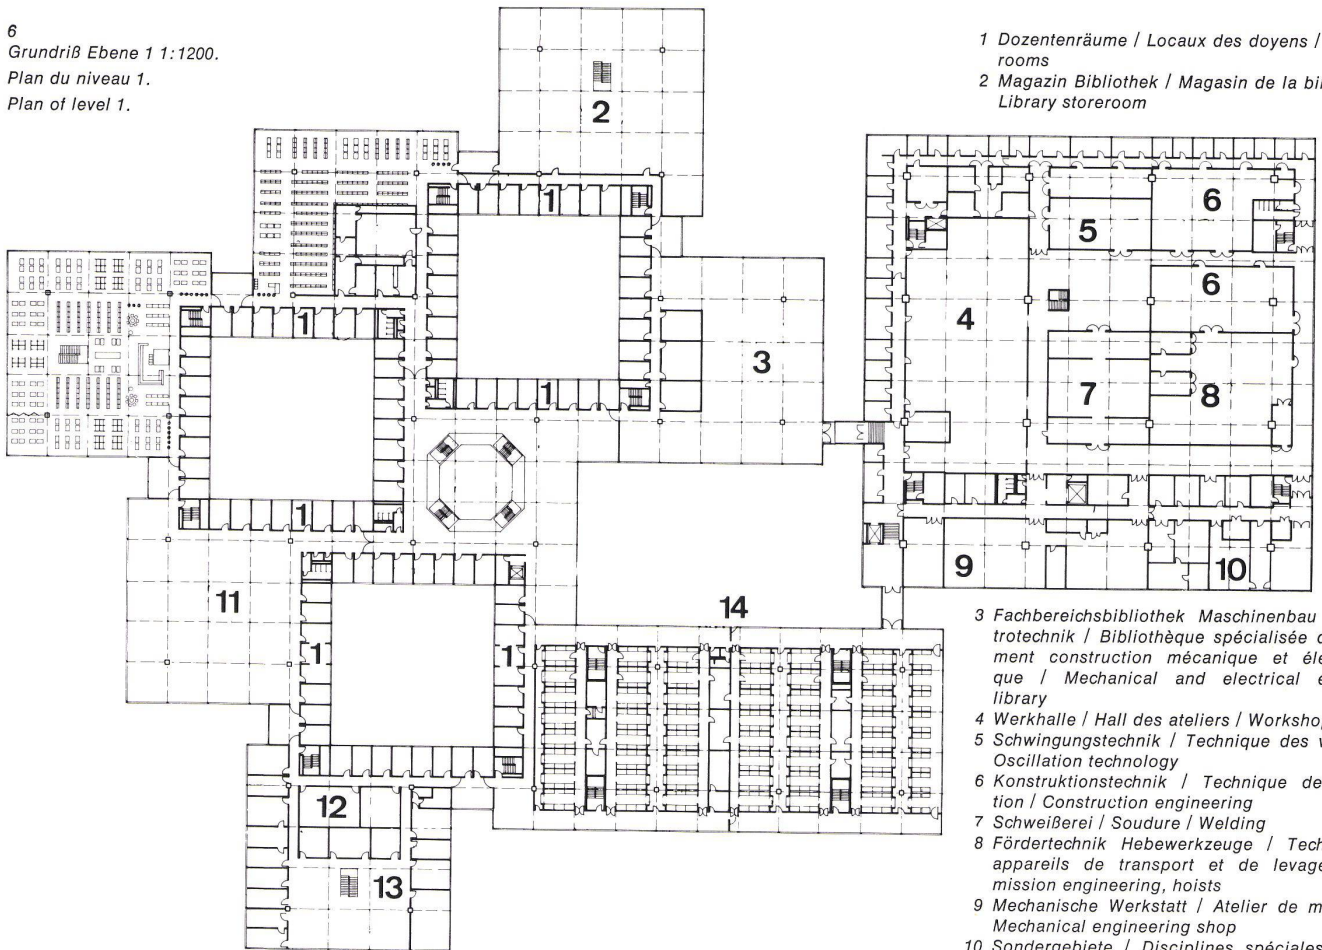 6
Grundriß Ebene 1 1:1200.
Plan du niveau 1.
Plan of level 1.
1 Dozentenräume / Locaux des doyens /
rooms
2 Magazin Bibliothek / Magasin de la
Library storeroom
2
1
6
5
6
1
4
3
1
7
8
1
9
10
11
14
1
1
12
13
3 Fachbereichsbibliothek Maschinenbau
trotechnik / Bibliothèque spécialisée
ment construction mécanique et
que / Mechanical and electrical
library
4 Werkhalle / Hall des ateliers /
5 Schwingungstechnik / Technique des
Oscillation technology
6 Konstruktionstechnik / Technique de
tion / Construction engineering
7 Schweißerei / Soudure / Welding
8 Fördertechnik Hebewerkzeuge /
appareils de transport et de levage
mission engineering, hoists
9 Mechanische Werkstatt / Atelier de
Mechanical engineering shop
10 Sondergebiete / Disciplines spéciales